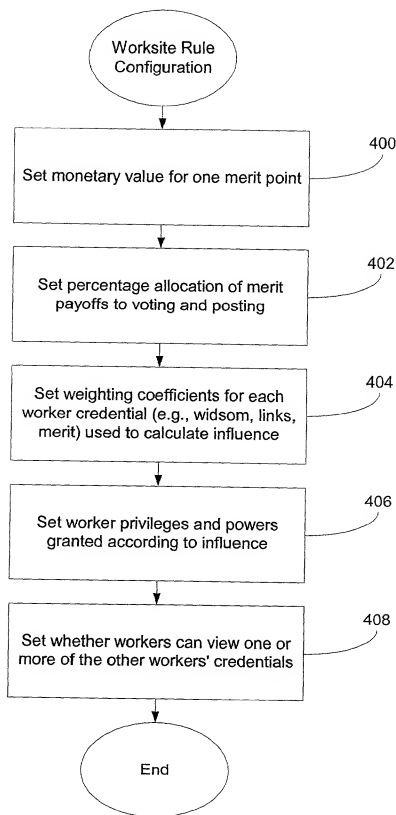 Worksite Rule
Configuration
400
Set monetary value for one merit point
402
Set percentage allocation of merit
payoffs to voting and posting
404
Set weighting coefficients for each
worker credential (e.g., widsom, links,
merit) used to calculate influence
406
Set worker privileges and powers
granted according to influence
408
Set whether workers can view one or
more of the other workers' credentials
End